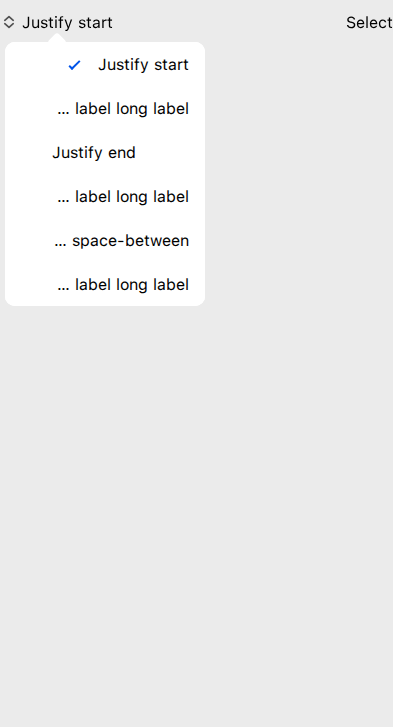 Justify start
Select
Justify start
... label long label
Justify end
... label long label
... space-between
... label long label